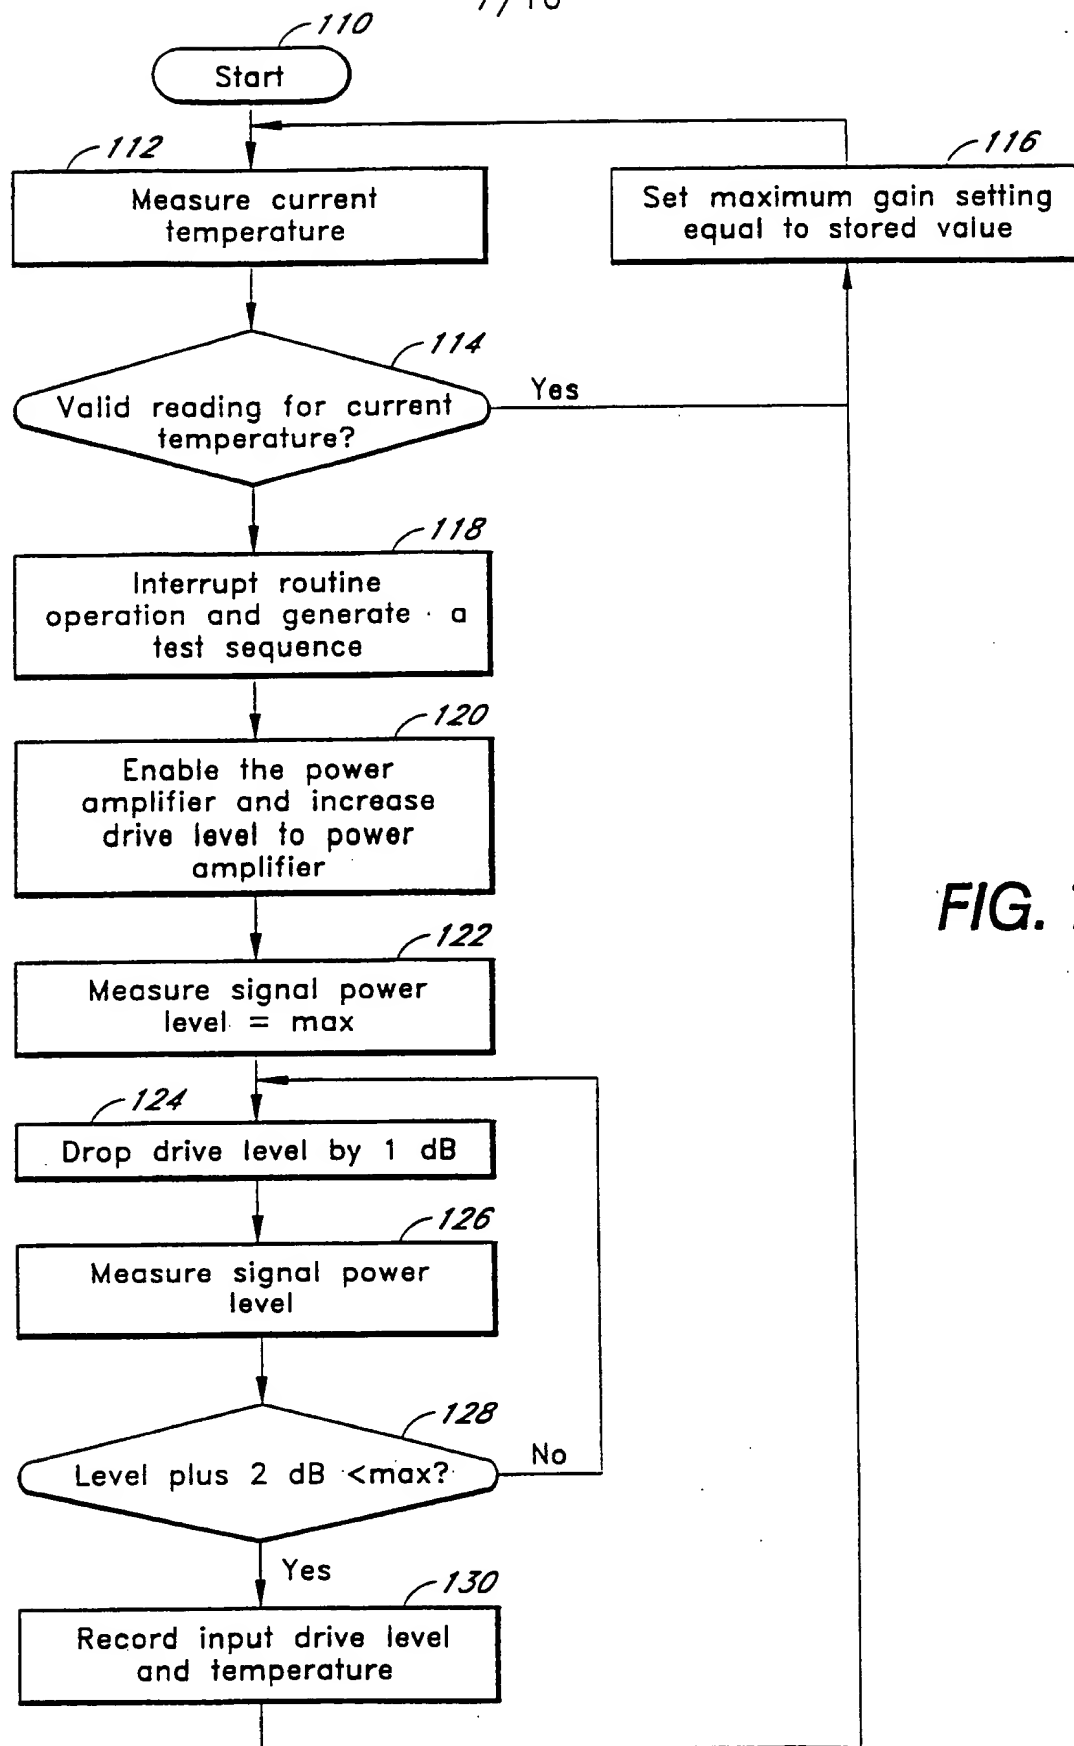 110
Start
112
Measure current
temperature
116
Set maximum gain setting
equal to stored value
114
Valid reading for current
temperature?
Yes
118
Interrupt routine
operation and generate a
test sequence
120
Enable the power
amplifier and increase
drive level to power
amplifier
FIG.
122
Measure signal power
level = max
124
Drop drive level by 1 dB
126
Measure signal power
level
128
Level plus 2 dB <max?
No
Yes
130
Record input drive level
and temperature